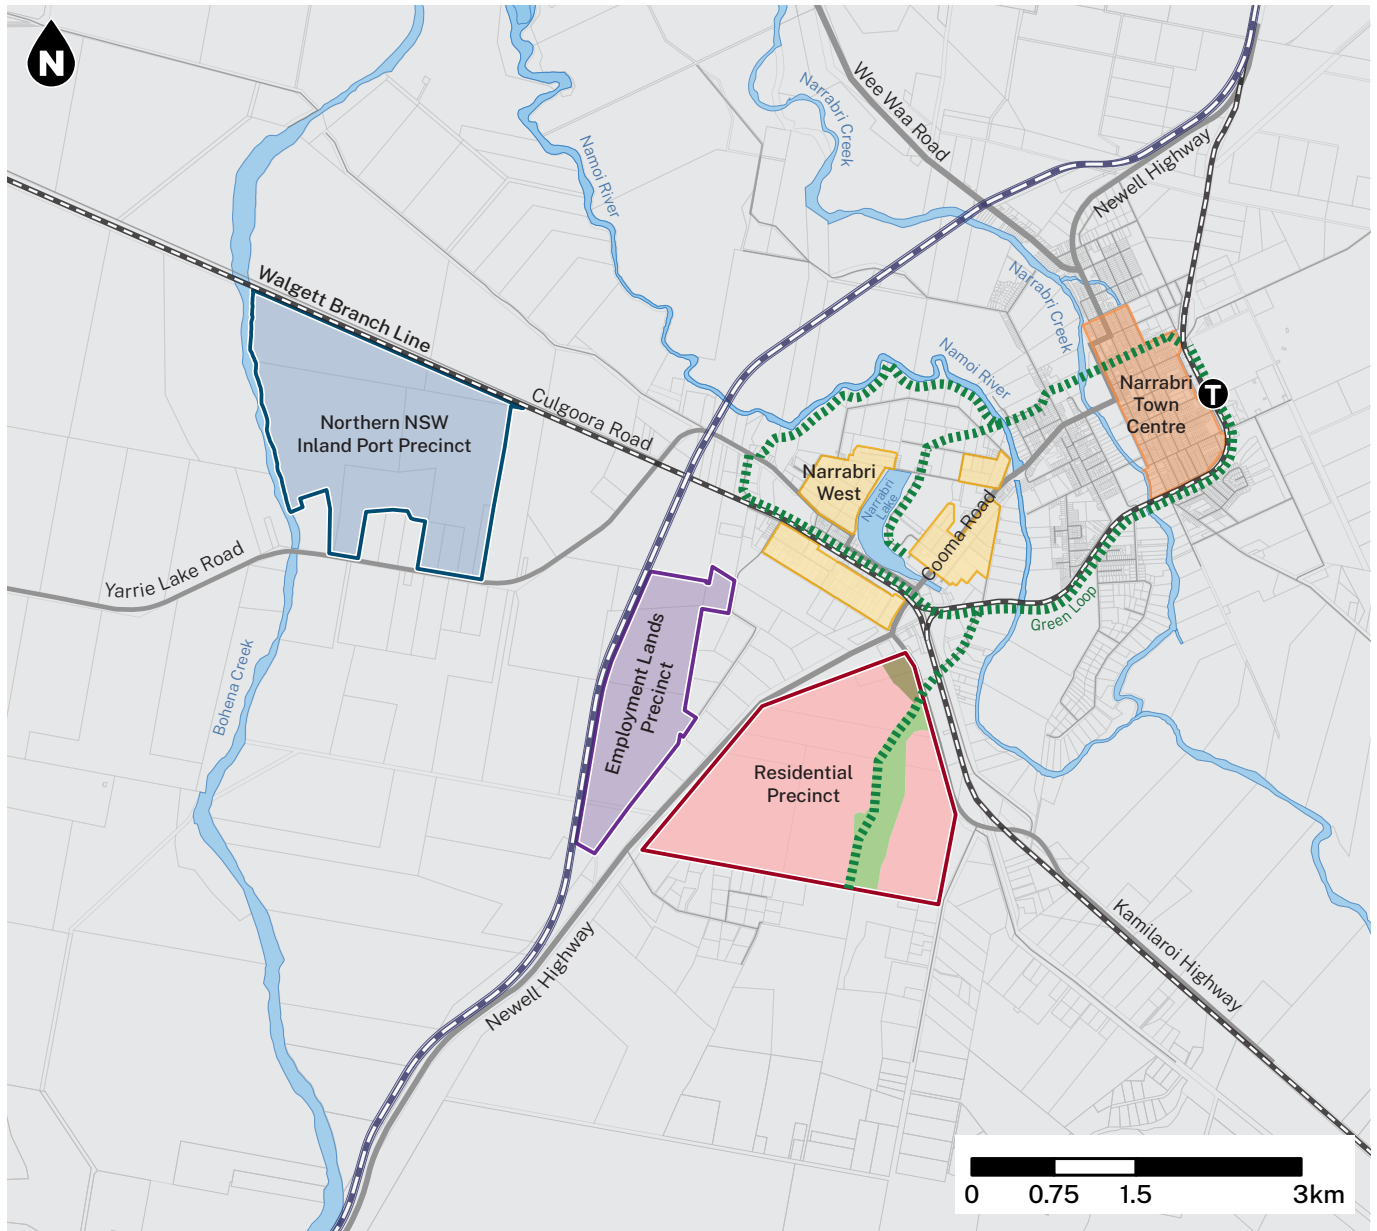 N
Wee Waa Road
Narrabri Creek
Namoi River
Newell Highway
Walgett Branch Line
Narrabri Creek
Namoi River
Culgoora Road
Narrabri
Town
Centre
T
Northern NSW
Inland Port Precinct
Narrabri
West
Narrabri
Lake
Cooma Road
Yarrie Lake Road
Green Loop
Bohena Creek
Employment Lands
Precinct
Residential
Precinct
Newell Highway
Kamilaroi Highway
0 0.75 1.5 3km